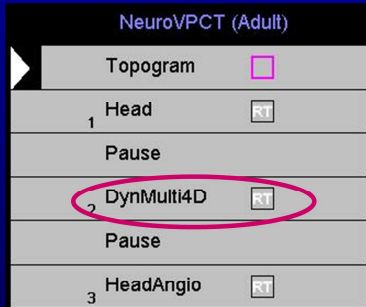 NeuroVPCT (Adult)
Topogram
1 Head RT
Pause
2 DynMulti4D RT
Pause
3 HeadAngio RT